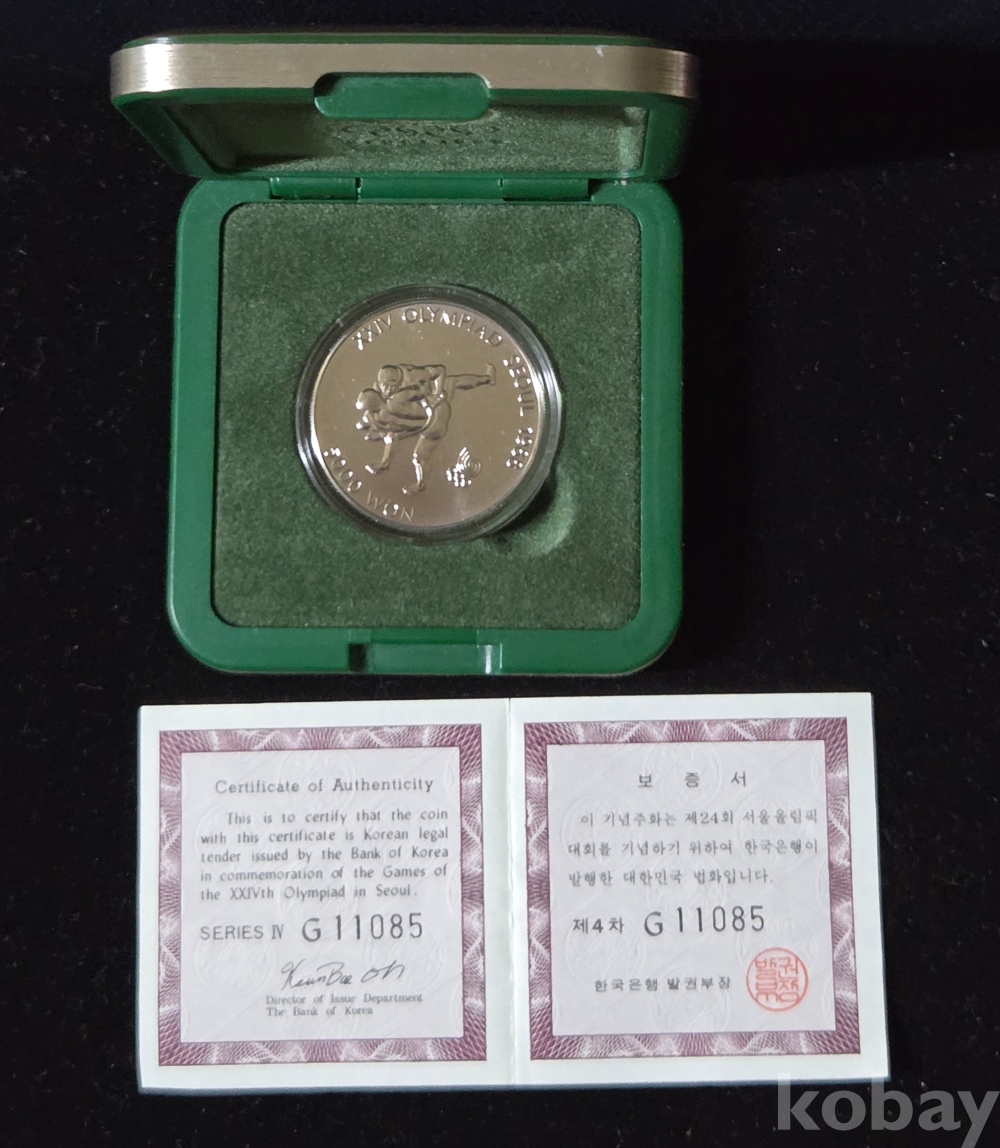 XXIV OLYMPIAD SEOUL 1988
5000 WON
Certificate of Authenticity
This is to certify that the coin
with this certificate is Korean legal
tender issued by the Bank of Korea
in commemoration of the Games of
the XXIVth Olympiad in Seoul.
SERIES Ⅳ G 11085
Director of Issue Department
The Bank of Korea
보 증 서
이 기념주화는 제24회 서울올림픽
대회를 기념하기 위하여 한국은행이
발행한 대한민국 법화입니다.
제4차 G 11085
한국은행 발권부장
kobay